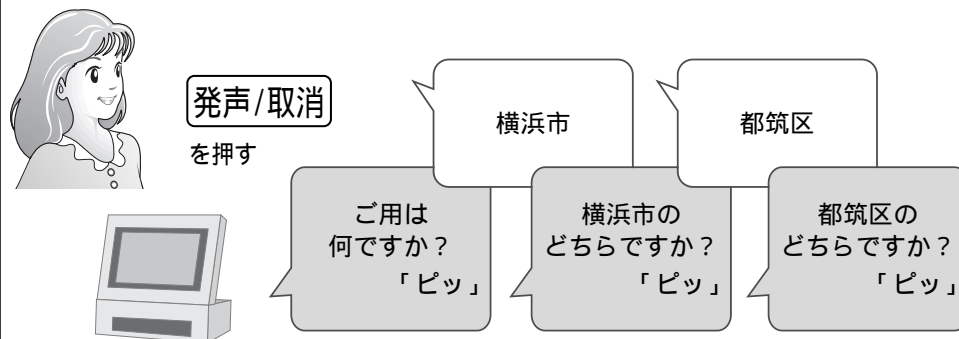 発声/取消
を押す
横浜市
都筑区
ご用は
何ですか？
「ピッ」
横浜市の
どちらですか？
「ピッ」
都筑区の
どちらですか？
「ピッ」